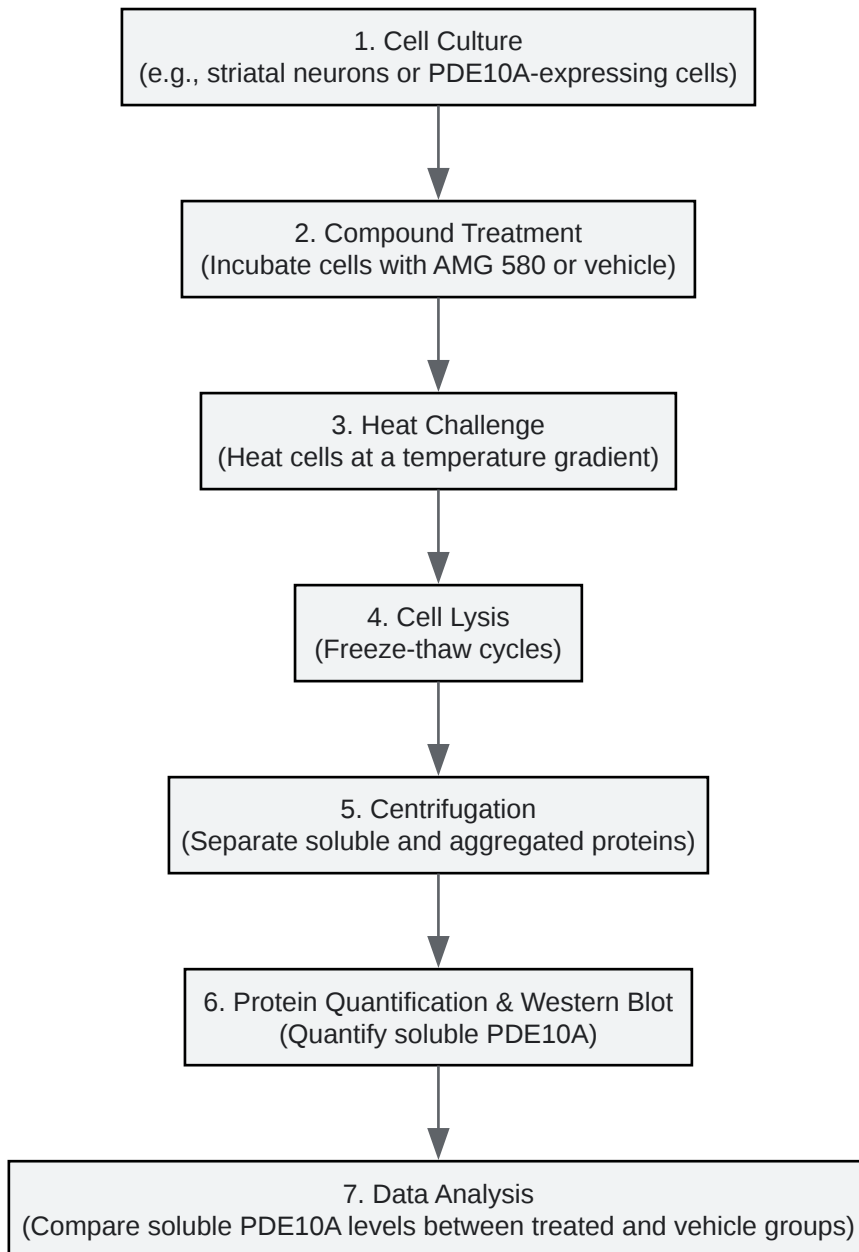 1. Cell Culture
(e.g., striatal neurons or PDE10A-expressing cells)
2. Compound Treatment
(Incubate cells with AMG 580 or vehicle)
3. Heat Challenge
(Heat cells at a temperature gradient)
4. Cell Lysis
(Freeze-thaw cycles)
5. Centrifugation
(Separate soluble and aggregated proteins)
6. Protein Quantification & Western Blot
(Quantify soluble PDE10A)
7. Data Analysis
(Compare soluble PDE10A levels between treated and vehicle groups)